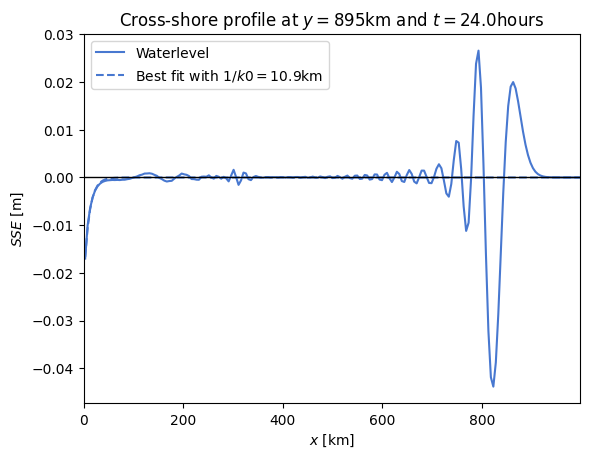 Cross-shore profile at y = 895km and t = 24.0hours
Waterlevel
Best fit with 1/k0 = 10.9km
0.03
0.02
0.01
0.00
−0.01
−0.02
−0.03
−0.04
SSE [m]
0 200 400 600 800
x [km]